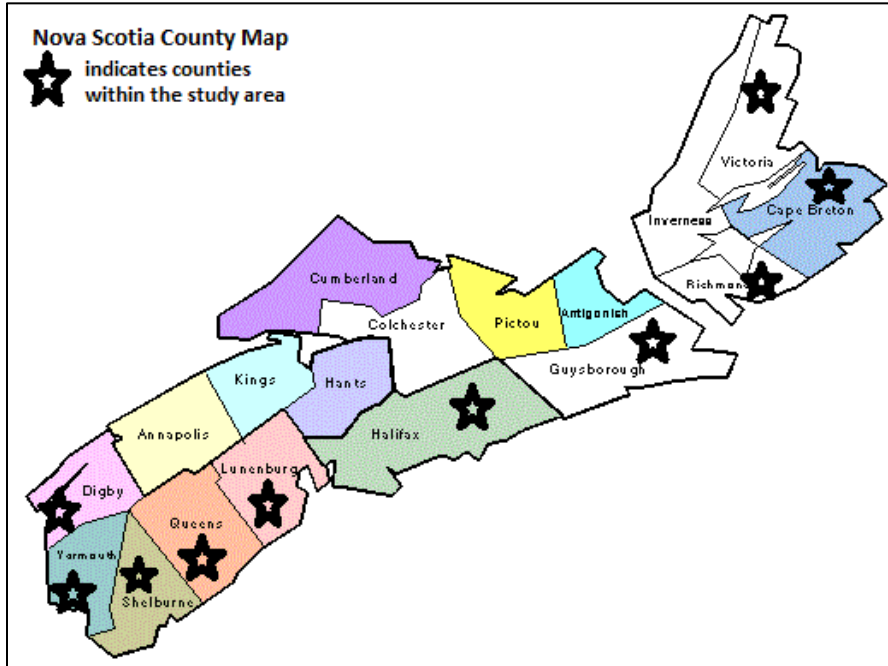 Nova Scotia County Map
indicates counties
within the study area
Victoria
Cape Breton
Inverness
Richmond
Cumberland
Colchester
Pictou
Antigonish
Guysborough
Kings
Hants
Halifax
Annapolis
Lunenburg
Digby
Queens
Yarmouth
Shelburne